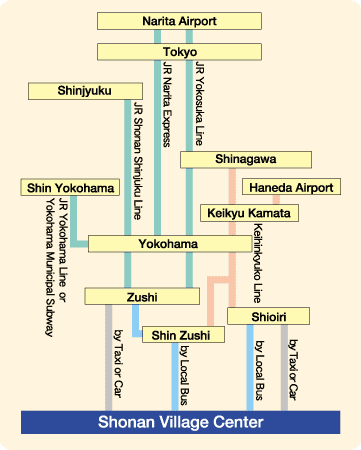 Narita Airport
Tokyo
JR Narita Express
JR Yokosuka Line
Shinjyuku
JR Shonan Shinjuku Line
Shinagawa
Shin Yokohama
Haneda Airport
Keikyu Kamata
JR Yokohama Line or
Yokohama Municipal Subway
Yokohama
Keihinkyuko Line
Zushi
Shioiri
Shin Zushi
by Taxi or Car
by Local Bus
by Local Bus
by Taxi or Car
Shonan Village Center